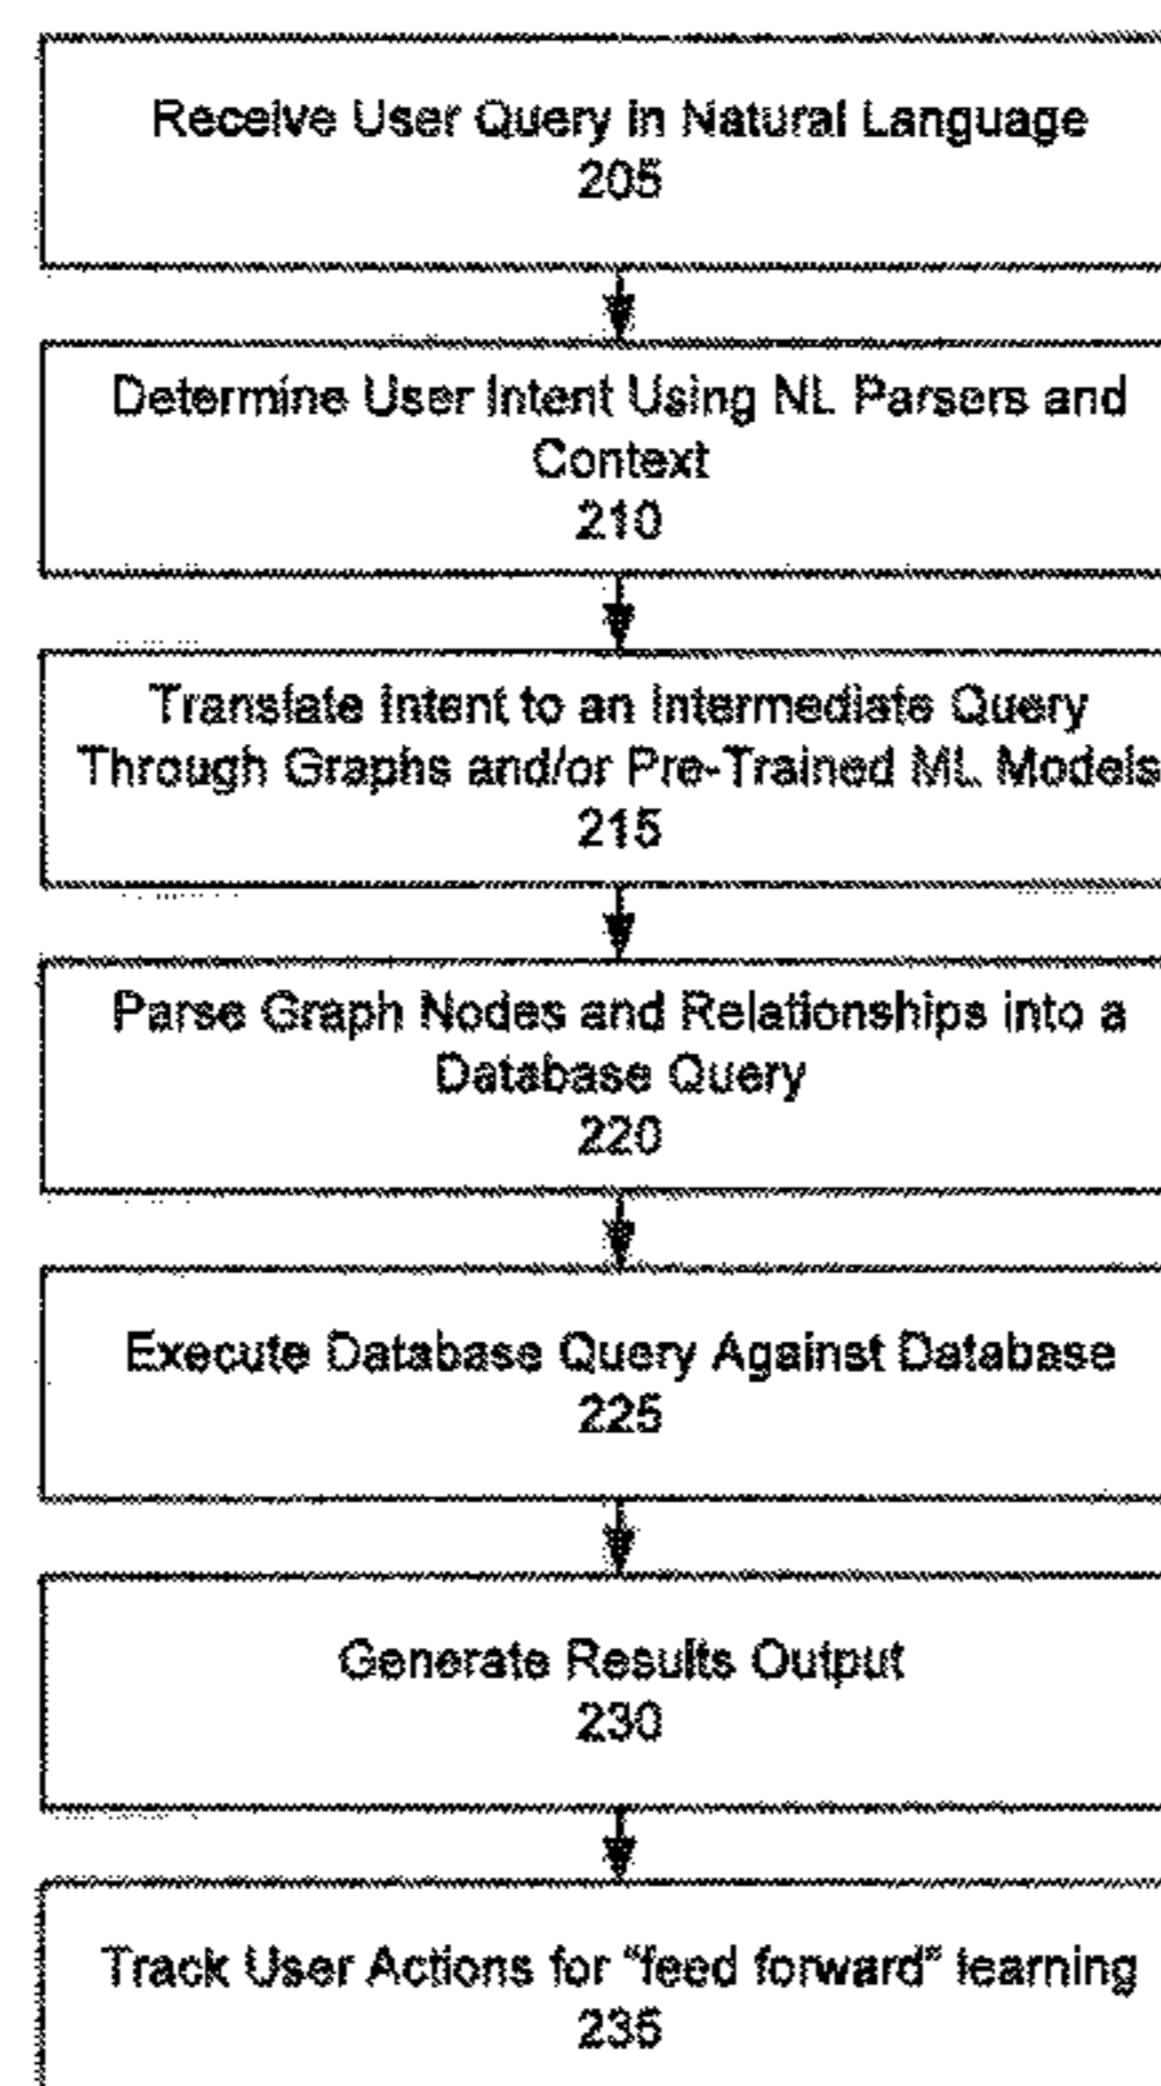 Receive User Query in Natural Language
205
Determine User Intent Using NL Parsers and
Context
210
Translate Intent to an Intermediate Query
Through Graphs and/or Pre-Trained ML Models
215
Parse Graph Nodes and Relationships into a
Database Query
220
Execute Database Query Against Database
225
Generate Results Output
230
Track User Actions for “feed forward” learning
235